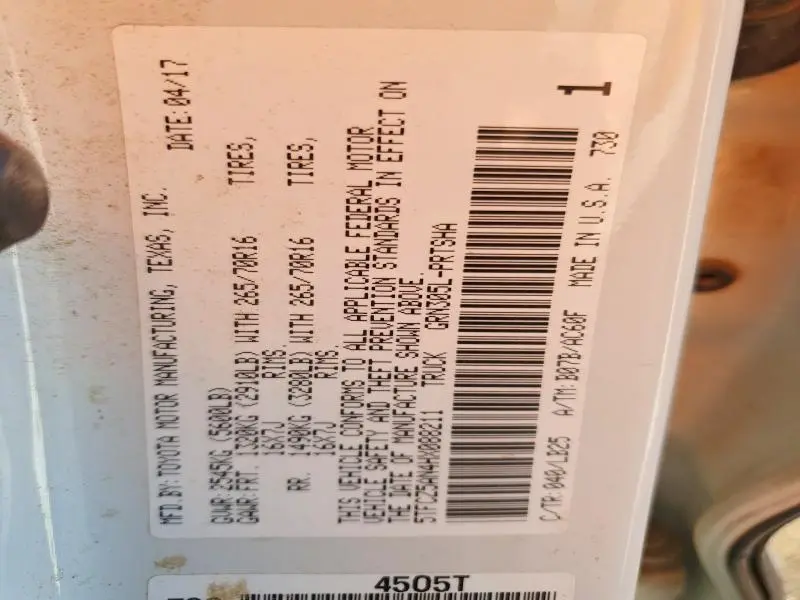 MFD.BY: TOYOTA MOTOR MANUFACTURING, TEXAS, INC. DATE: 04/17
GVWR: 2545KG (5600LB)
GAWR: FRT. 1320KG (2910LB) WITH 265/70R16 TIRES,
16X7J RIMS.
RR. 1490KG (3280LB) WITH 265/70R16 TIRES,
16X7J RIMS.
THIS VEHICLE CONFORMS TO ALL APPLICABLE FEDERAL MOTOR
VEHICLE SAFETY AND THEFT PREVENTION STANDARDS IN EFFECT ON
THE DATE OF MANUFACTURE SHOWN ABOVE.
5TFCZ5AN4HX088211 TRUCK GRN305L-PRTSHA
C/TR: 040/LB25 A/TM: B07B/AC60F MADE IN U.S.A. 730
1
4505T